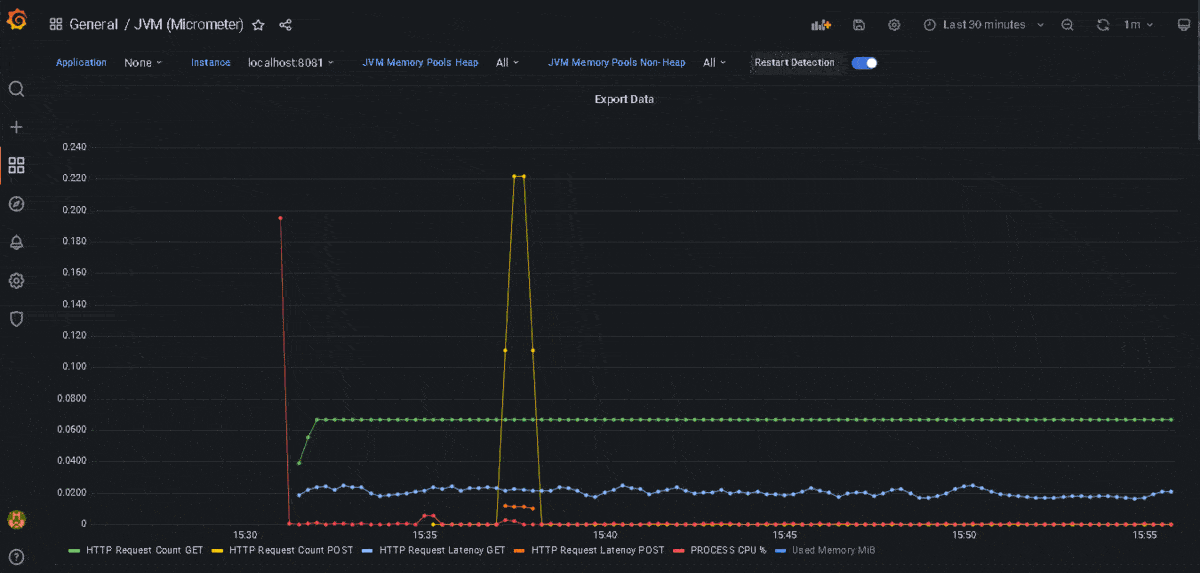 General / JVM (Micrometer)
Last 30 minutes
1m
Application None Instance localhost:8081 JVM Memory Pools Heap All JVM Memory Pools Non-Heap All Restart Detection
Export Data
0.240
0.220
0.200
0.180
0.160
0.140
0.120
0.100
0.0800
0.0600
0.0400
0.0200
0
15:30 15:35 15:40 15:45 15:50 15:55
HTTP Request Count GET HTTP Request Count POST HTTP Request Latency GET HTTP Request Latency POST PROCESS CPU % Used Memory MiB